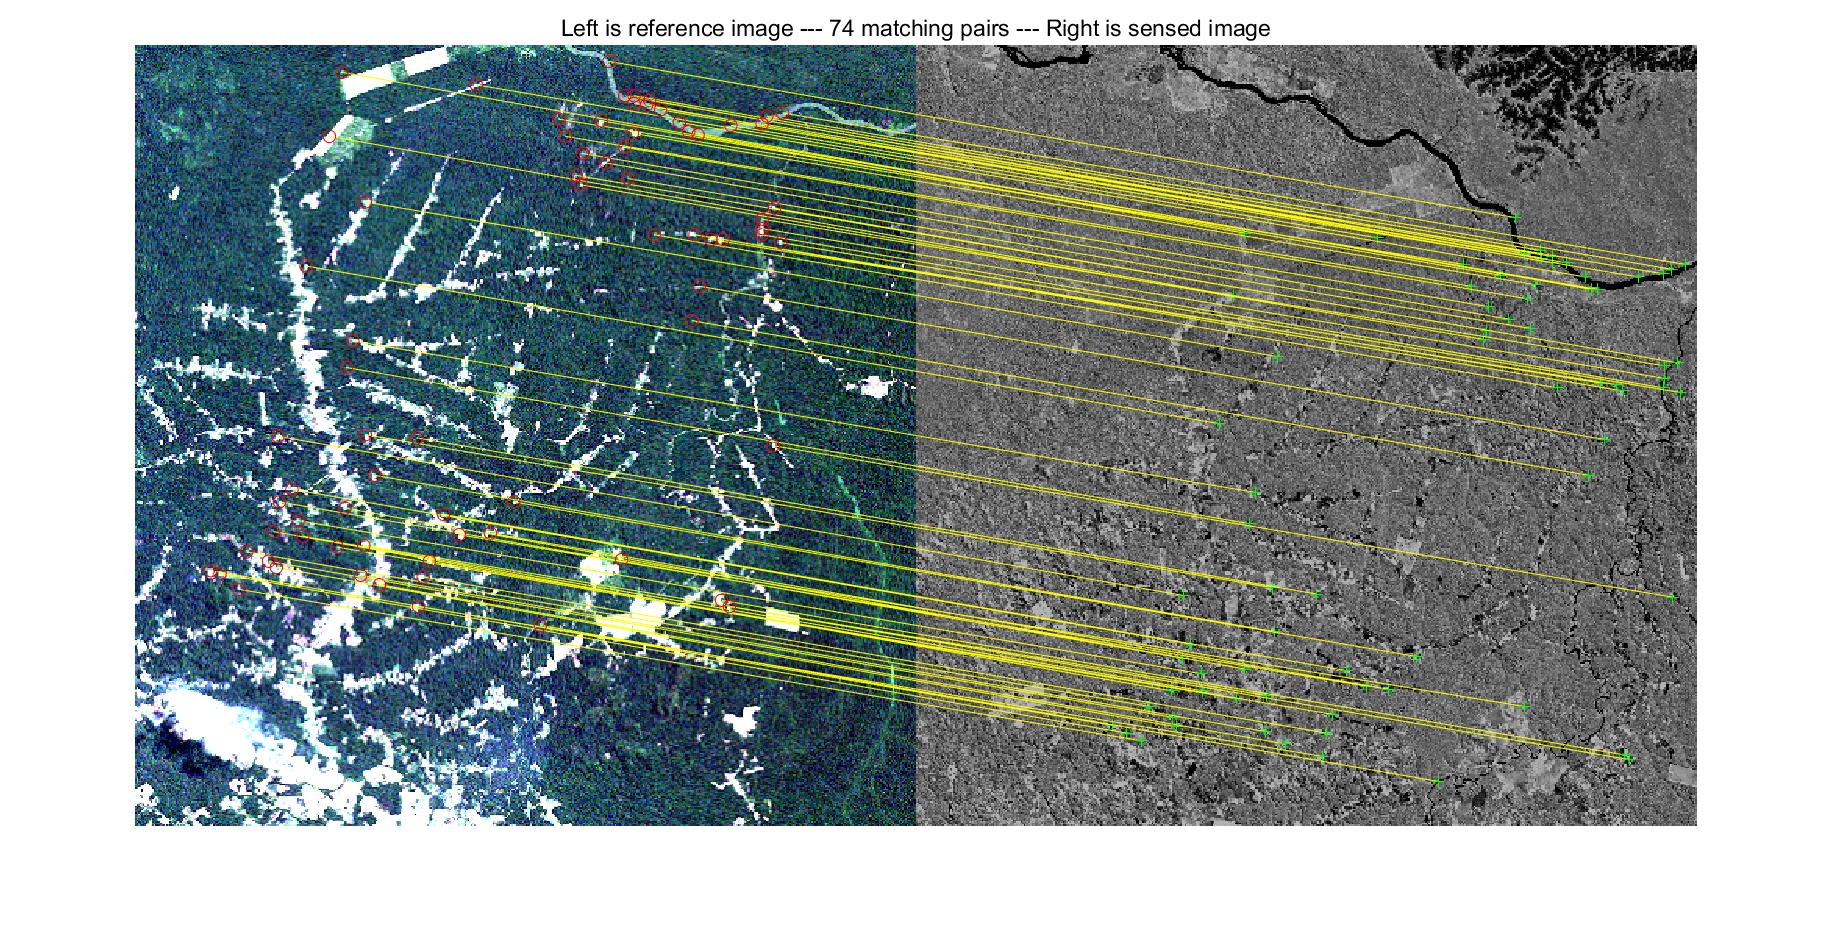 Left is reference image --- 74 matching pairs --- Right is sensed image